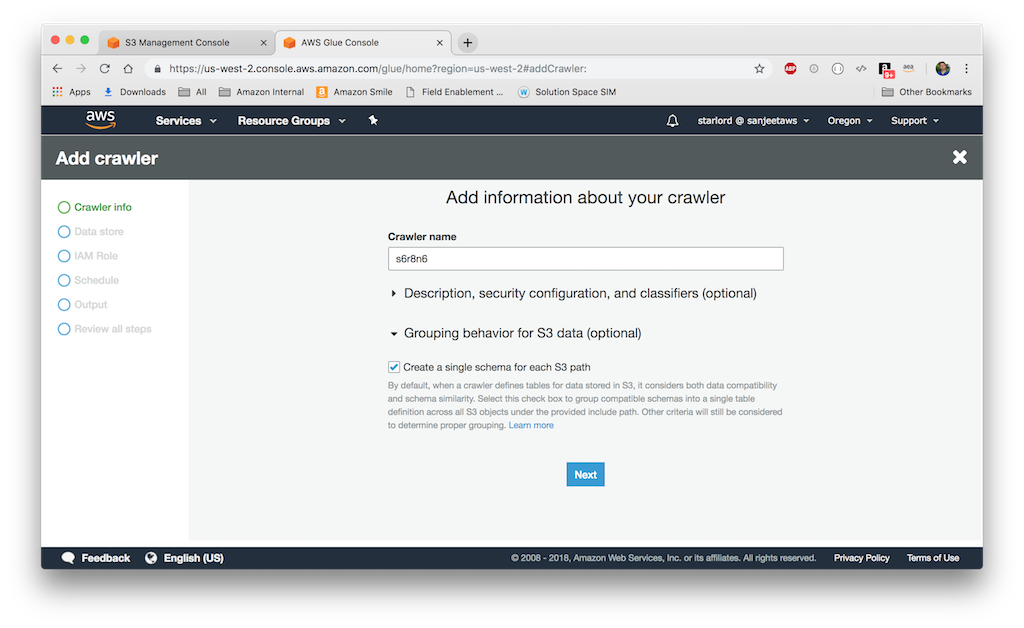 S3 Management Console
AWS Glue Console
https://us-west-2.console.aws.amazon.com/glue/home?region=us-west-2#addCrawler:
ABP
a
g+
aea
Apps
Downloads
All
Amazon Internal
a
Amazon Smile
Field Enablement ...
W
Solution Space SIM
Other Bookmarks
aws
Services
Resource Groups
starlord @ sanjeetaws
Oregon
Support
Add crawler
Crawler info
Data store
IAM Role
Schedule
Output
Review all steps
Add information about your crawler
Crawler name
s6r8n6
Description, security configuration, and classifiers (optional)
Grouping behavior for S3 data (optional)
Create a single schema for each S3 path
By default, when a crawler defines tables for data stored in S3, it considers both data compatibility
and schema similarity. Select this check box to group compatible schemas into a single table
definition across all S3 objects under the provided include path. Other criteria will still be considered
to determine proper grouping. Learn more
Next
Feedback
English (US)
© 2008 - 2018, Amazon Web Services, Inc. or its affiliates. All rights reserved.
Privacy Policy
Terms of Use